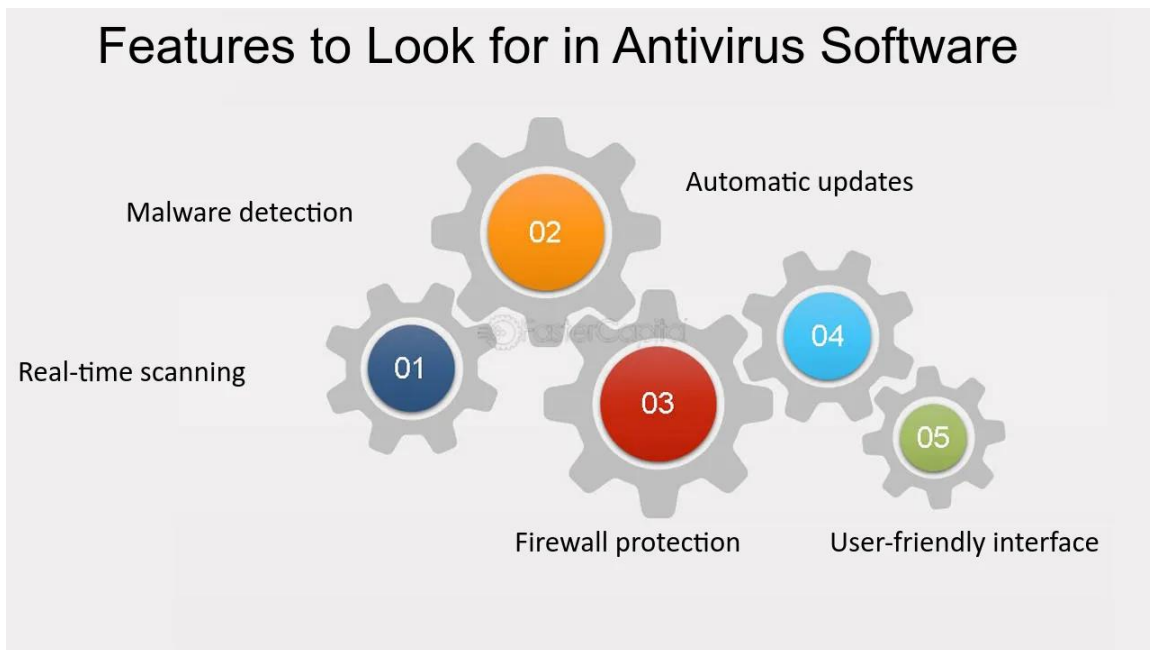 Features to Look for in Antivirus Software
Automatic updates
Malware detection
02
04
FasterCapital
Real-time scanning
01
03
05
Firewall protection
User-friendly interface